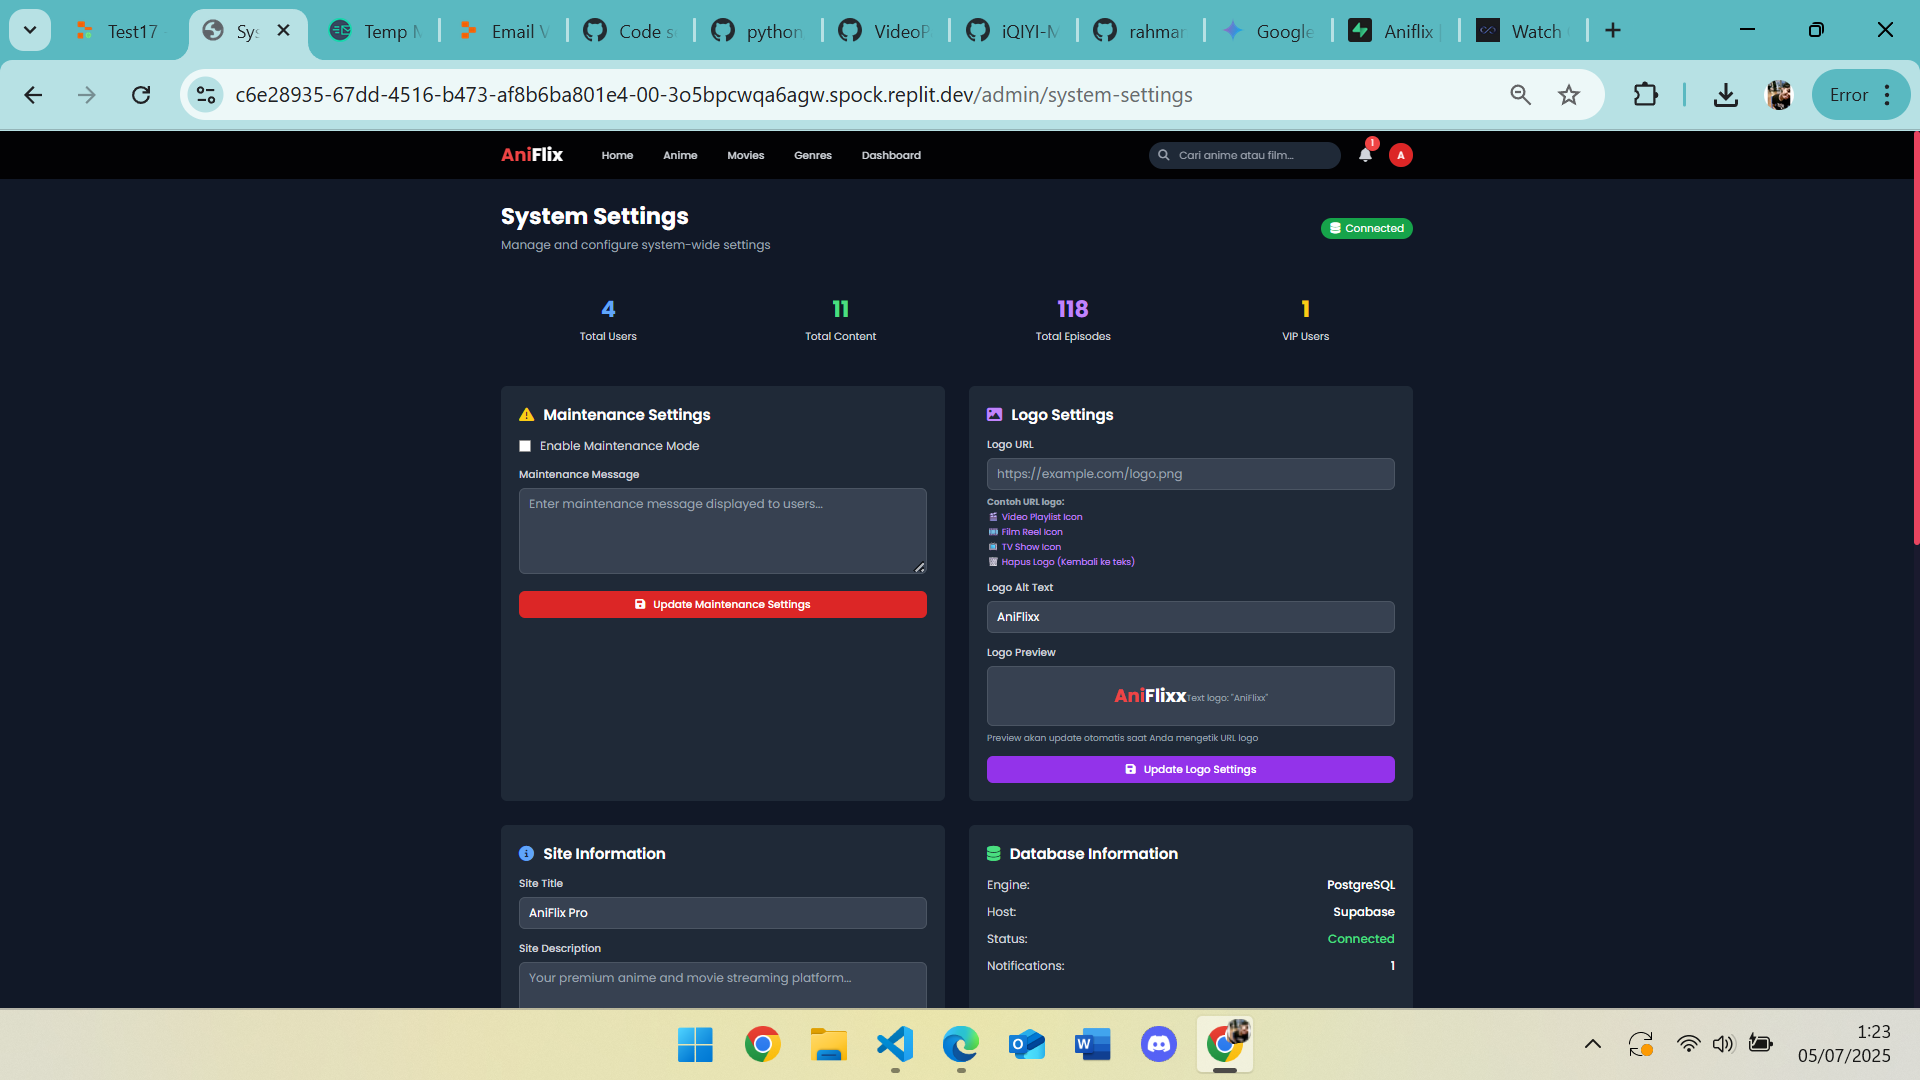 Test17
Sys
Temp M
Email V
Code se
python
VideoP
iQIYI-M
rahmar
Google
Aniflix
Watch
c6e28935-67dd-4516-b473-af8b6ba801e4-00-3o5bpcwqa6agw.spock.replit.dev/admin/system-settings
Error
AniFlix
Home
Anime
Movies
Genres
Dashboard
Cari anime atau film...
1
A
System Settings
Manage and configure system-wide settings
Connected
4
Total Users
11
Total Content
118
Total Episodes
1
VIP Users
Maintenance Settings
Enable Maintenance Mode
Maintenance Message
Enter maintenance message displayed to users...
Update Maintenance Settings
Logo Settings
Logo URL
https://example.com/logo.png
Contoh URL logo:
Video Playlist Icon
Film Reel Icon
TV Show Icon
Hapus Logo (Kembali ke teks)
Logo Alt Text
AniFlixx
Logo Preview
AniFlixx Text logo: "AniFlixx"
Preview akan update otomatis saat Anda mengetik URL logo
Update Logo Settings
Site Information
Site Title
AniFlix Pro
Site Description
Your premium anime and movie streaming platform...
Database Information
Engine: PostgreSQL
Host: Supabase
Status: Connected
Notifications: 1
1:23
05/07/2025